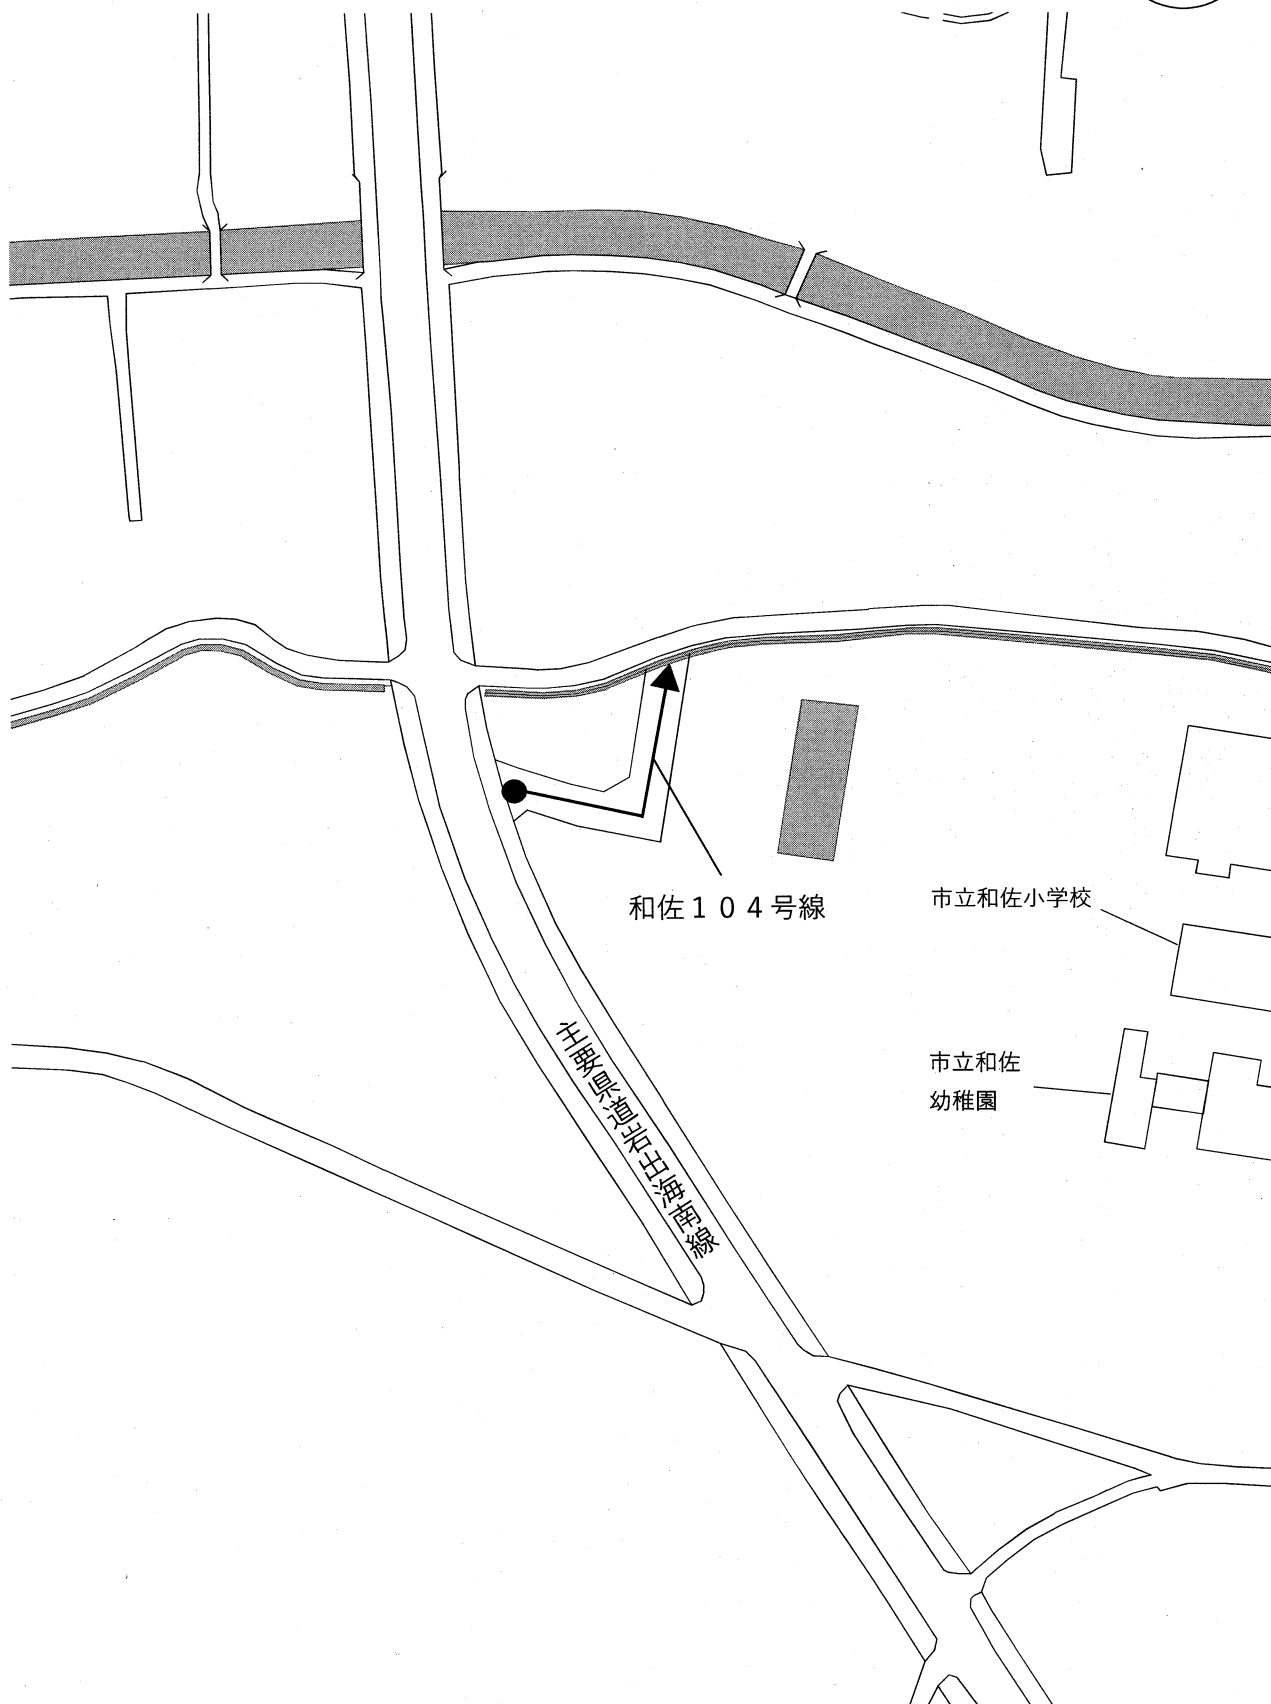 和佐１０４号線
市立和佐小学校
市立和佐
幼稚園
主要県道岩出海南線